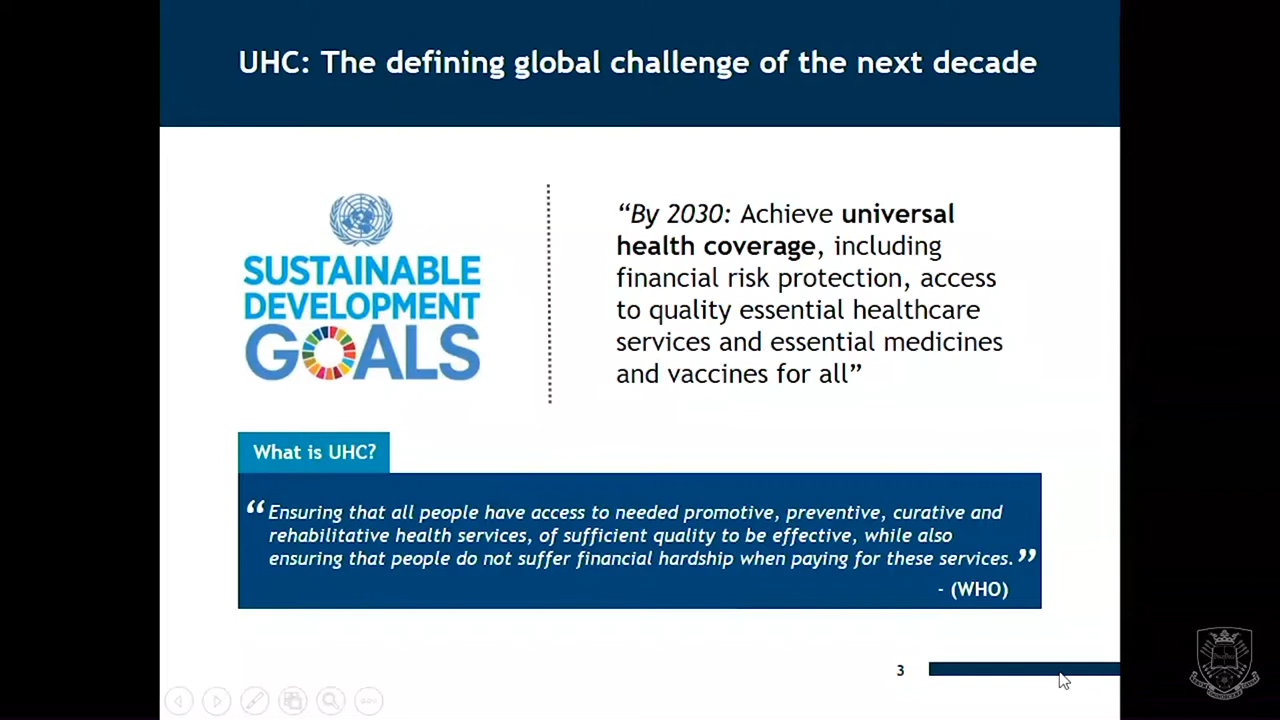 UHC: The defining global challenge of the next decade
SUSTAINABLE
DEVELOPMENT
GOALS
“By 2030: Achieve universal
health coverage, including
financial risk protection, access
to quality essential healthcare
services and essential medicines
and vaccines for all”
What is UHC?
“Ensuring that all people have access to needed promotive, preventive, curative and
rehabilitative health services, of sufficient quality to be effective, while also
ensuring that people do not suffer financial hardship when paying for these services.”
- (WHO)
3